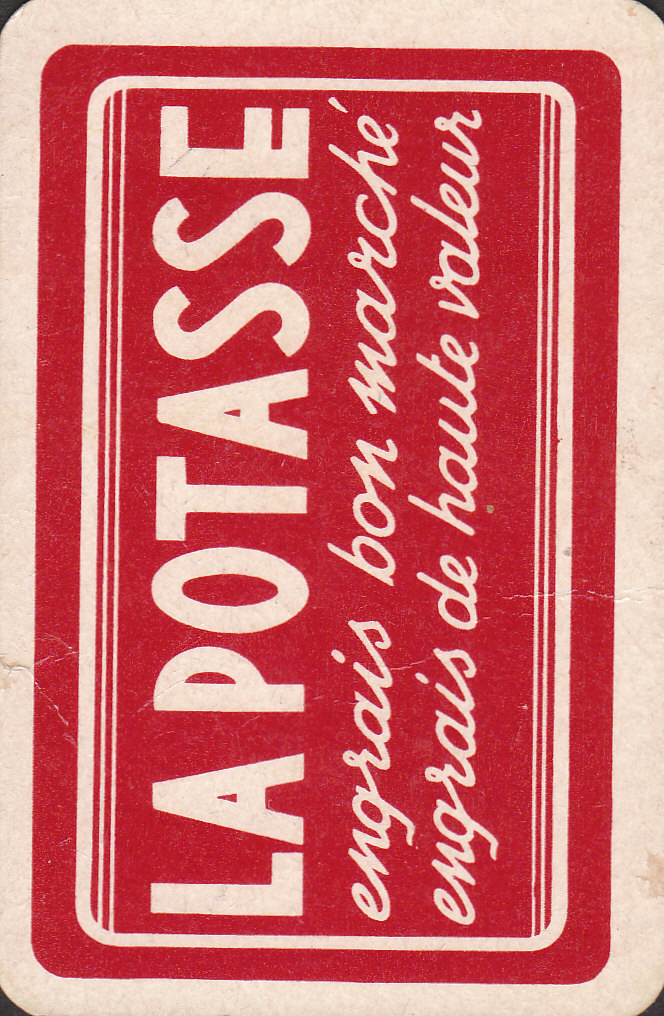 LA POTASSE
engrais bon marché
engrais de haute valeur